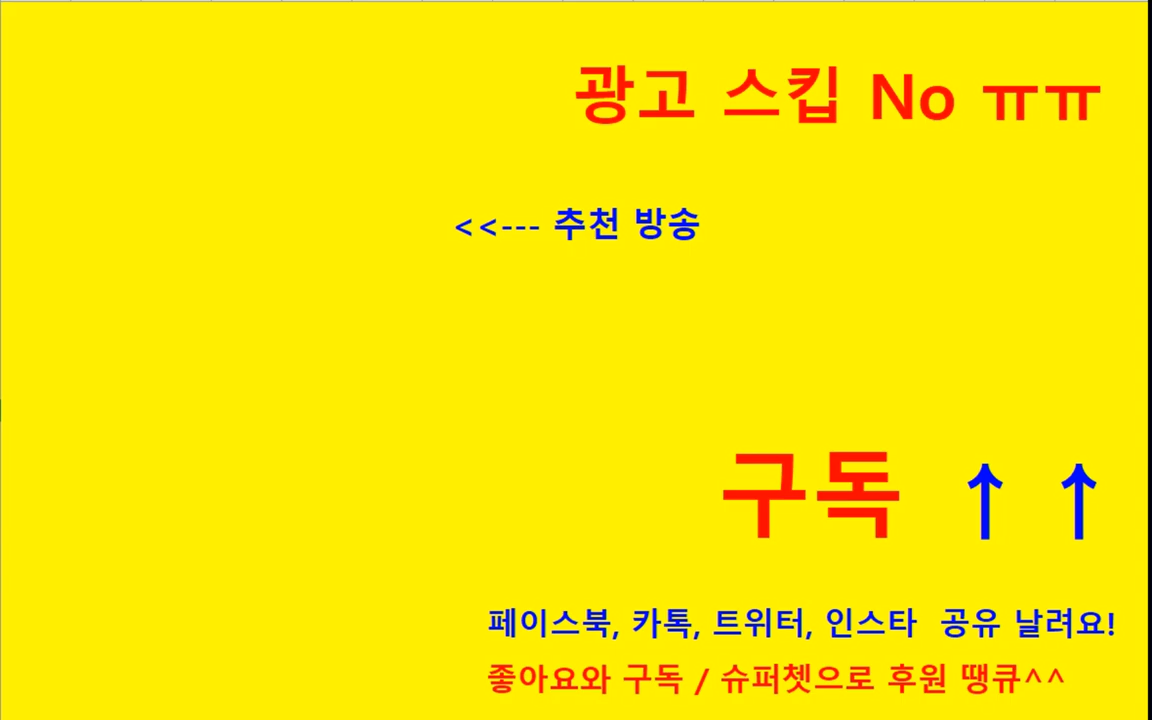 광고 스킵 No ㅠㅠ
<<--- 추천 방송
구독 ↑ ↑
페이스북, 카톡, 트위터, 인스타 공유 날려요!
좋아요와 구독 / 슈퍼쳇으로 후원 땡큐^^